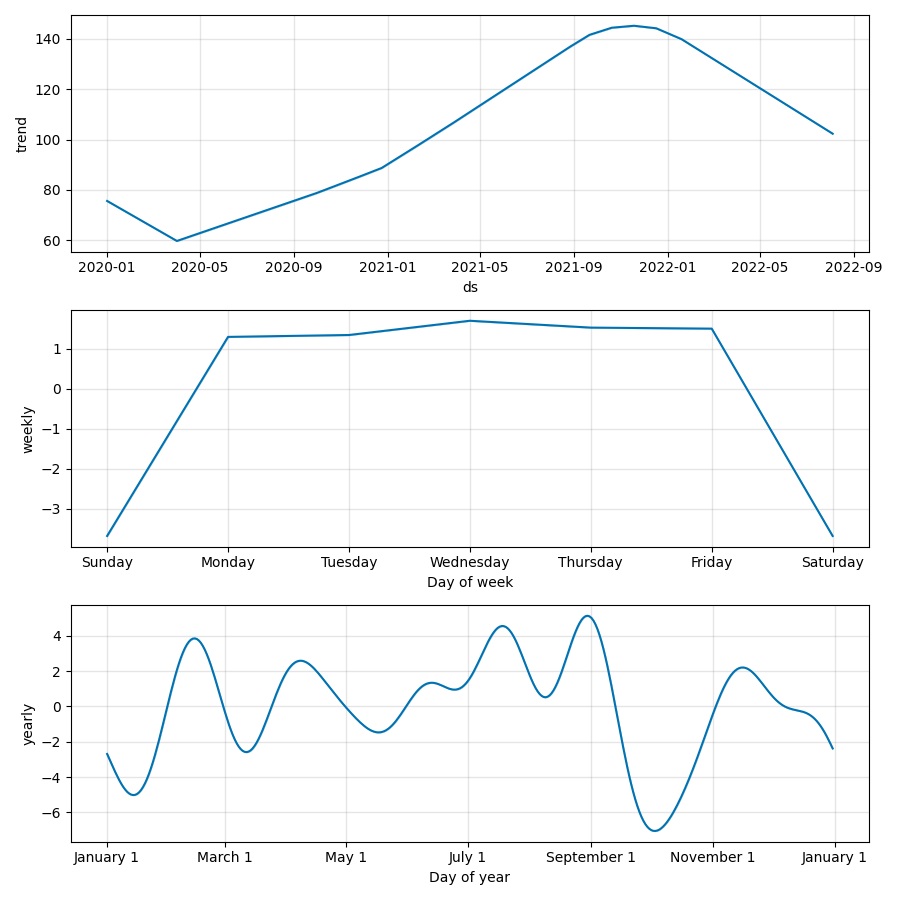 140
120
100
80
60
trend
2020-01 2020-05 2020-09 2021-01 2021-05 2021-09 2022-01 2022-05 2022-09
ds
1
0
−1
−2
−3
weekly
Sunday Monday Tuesday Wednesday Thursday Friday Saturday
Day of week
4
2
0
−2
−4
−6
yearly
January 1 March 1 May 1 July 1 September 1 November 1 January 1
Day of year